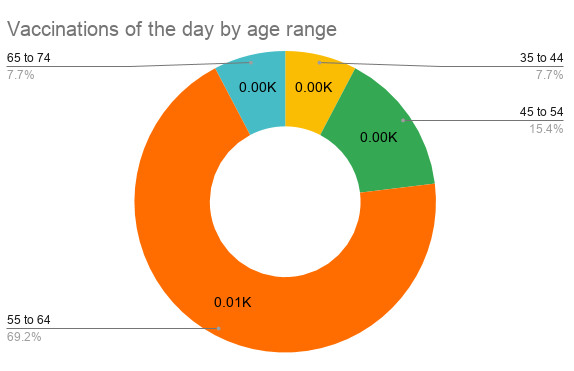 Vaccinations of the day by age range
65 to 74
7.7%
35 to 44
7.7%
0.00K
0.00K
45 to 54
15.4%
0.00K
0.01K
55 to 64
69.2%